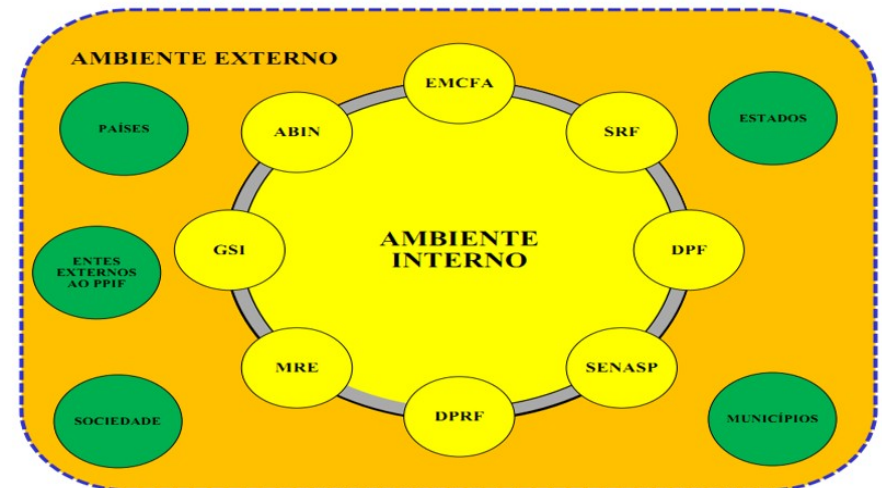 AMBIENTE EXTERNO
EMCFA
PAÍSES
ABIN
SRF
ESTADOS
GSI
AMBIENTE
INTERNO
DPF
ENTES
EXTERNOS
AO PPIF
MRE
SENASP
SOCIEDADE
DPRF
MUNICÍPIOS